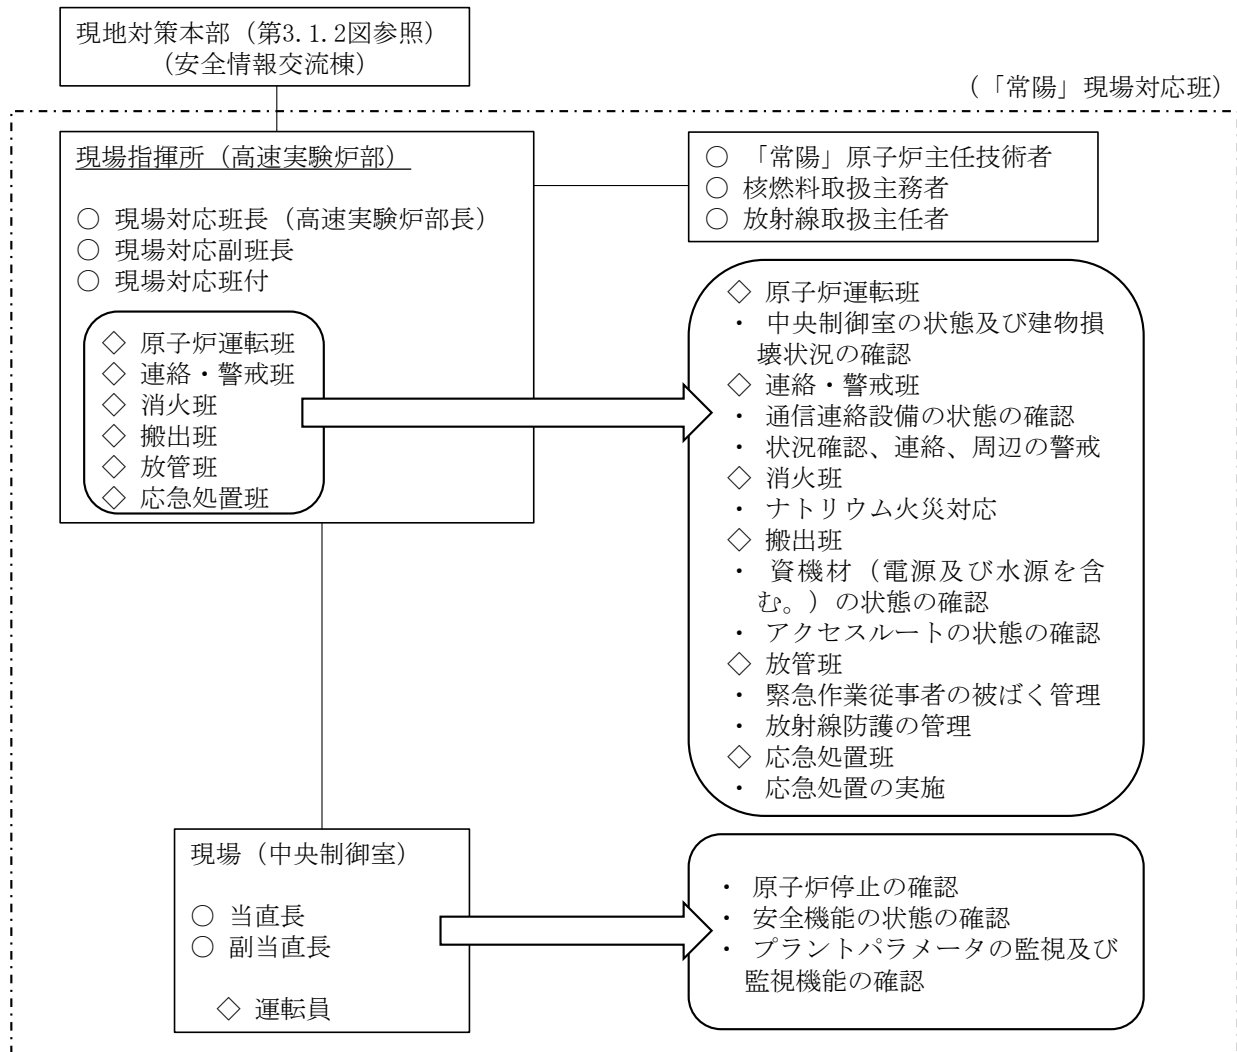 現地対策本部（第3.1.2図参照）
（安全情報交流棟）
（「常陽」現場対応班）
現場指揮所（高速実験炉部）
○ 現場対応班長（高速実験炉部長）
○ 現場対応副班長
○ 現場対応班付
◇ 原子炉運転班
◇ 連絡・警戒班
◇ 消火班
◇ 搬出班
◇ 放管班
◇ 応急処置班
○ 「常陽」原子炉主任技術者
○ 核燃料取扱主務者
○ 放射線取扱主任者
◇ 原子炉運転班
・ 中央制御室の状態及び建物損
壊状況の確認
◇ 連絡・警戒班
・ 通信連絡設備の状態の確認
・ 状況確認、連絡、周辺の警戒
◇ 消火班
・ ナトリウム火災対応
◇ 搬出班
・ 資機材（電源及び水源を含
む。）の状態の確認
・ アクセスルートの状態の確認
◇ 放管班
・ 緊急作業従事者の被ばく管理
・ 放射線防護の管理
◇ 応急処置班
・ 応急処置の実施
現場（中央制御室）
○ 当直長
○ 副当直長
◇ 運転員
・ 原子炉停止の確認
・ 安全機能の状態の確認
・ プラントパラメータの監視及び
監視機能の確認